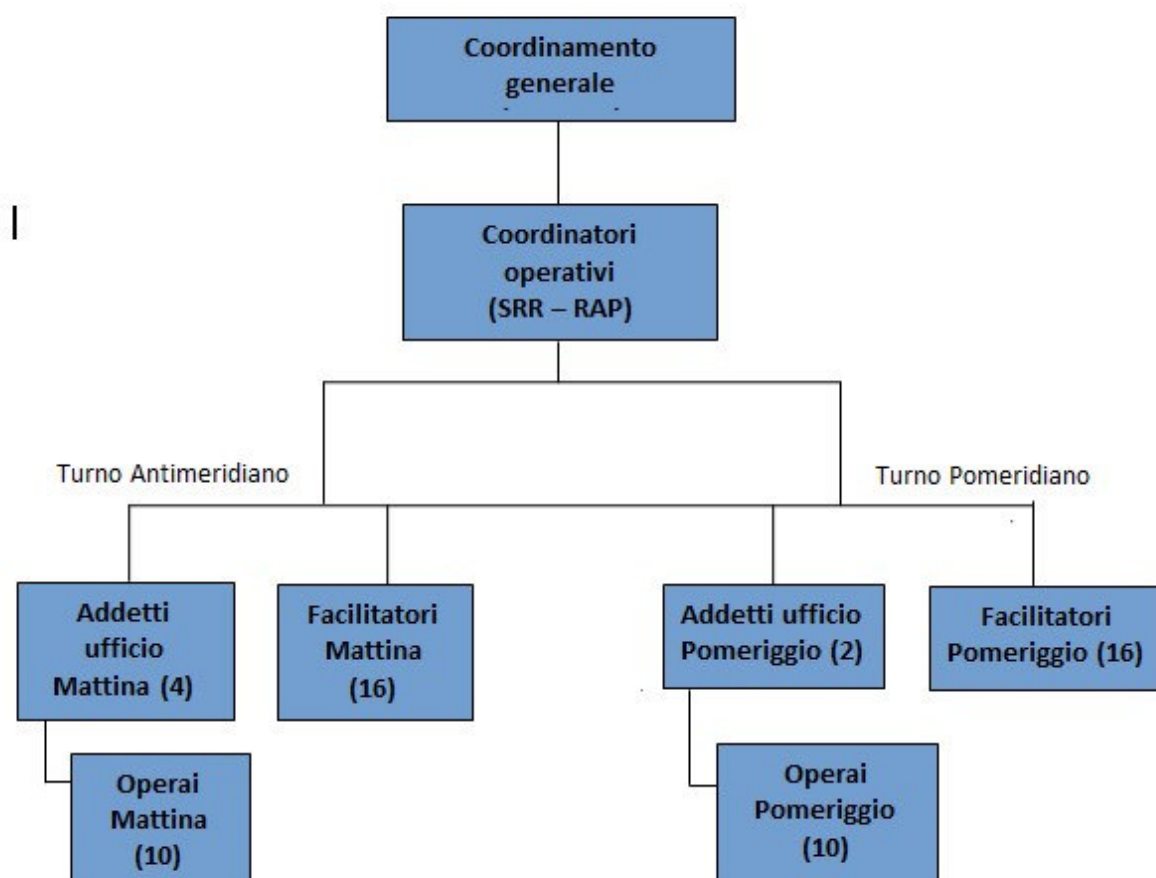 Coordinamento
generale
Coordinatori
operativi
(SRR – RAP)
Turno Antimeridiano
Turno Pomeridiano
Addetti
ufficio
Mattina (4)
Facilitatori
Mattina
(16)
Addetti ufficio
Pomeriggio (2)
Facilitatori
Pomeriggio (16)
Operai
Mattina
(10)
Operai
Pomeriggio
(10)